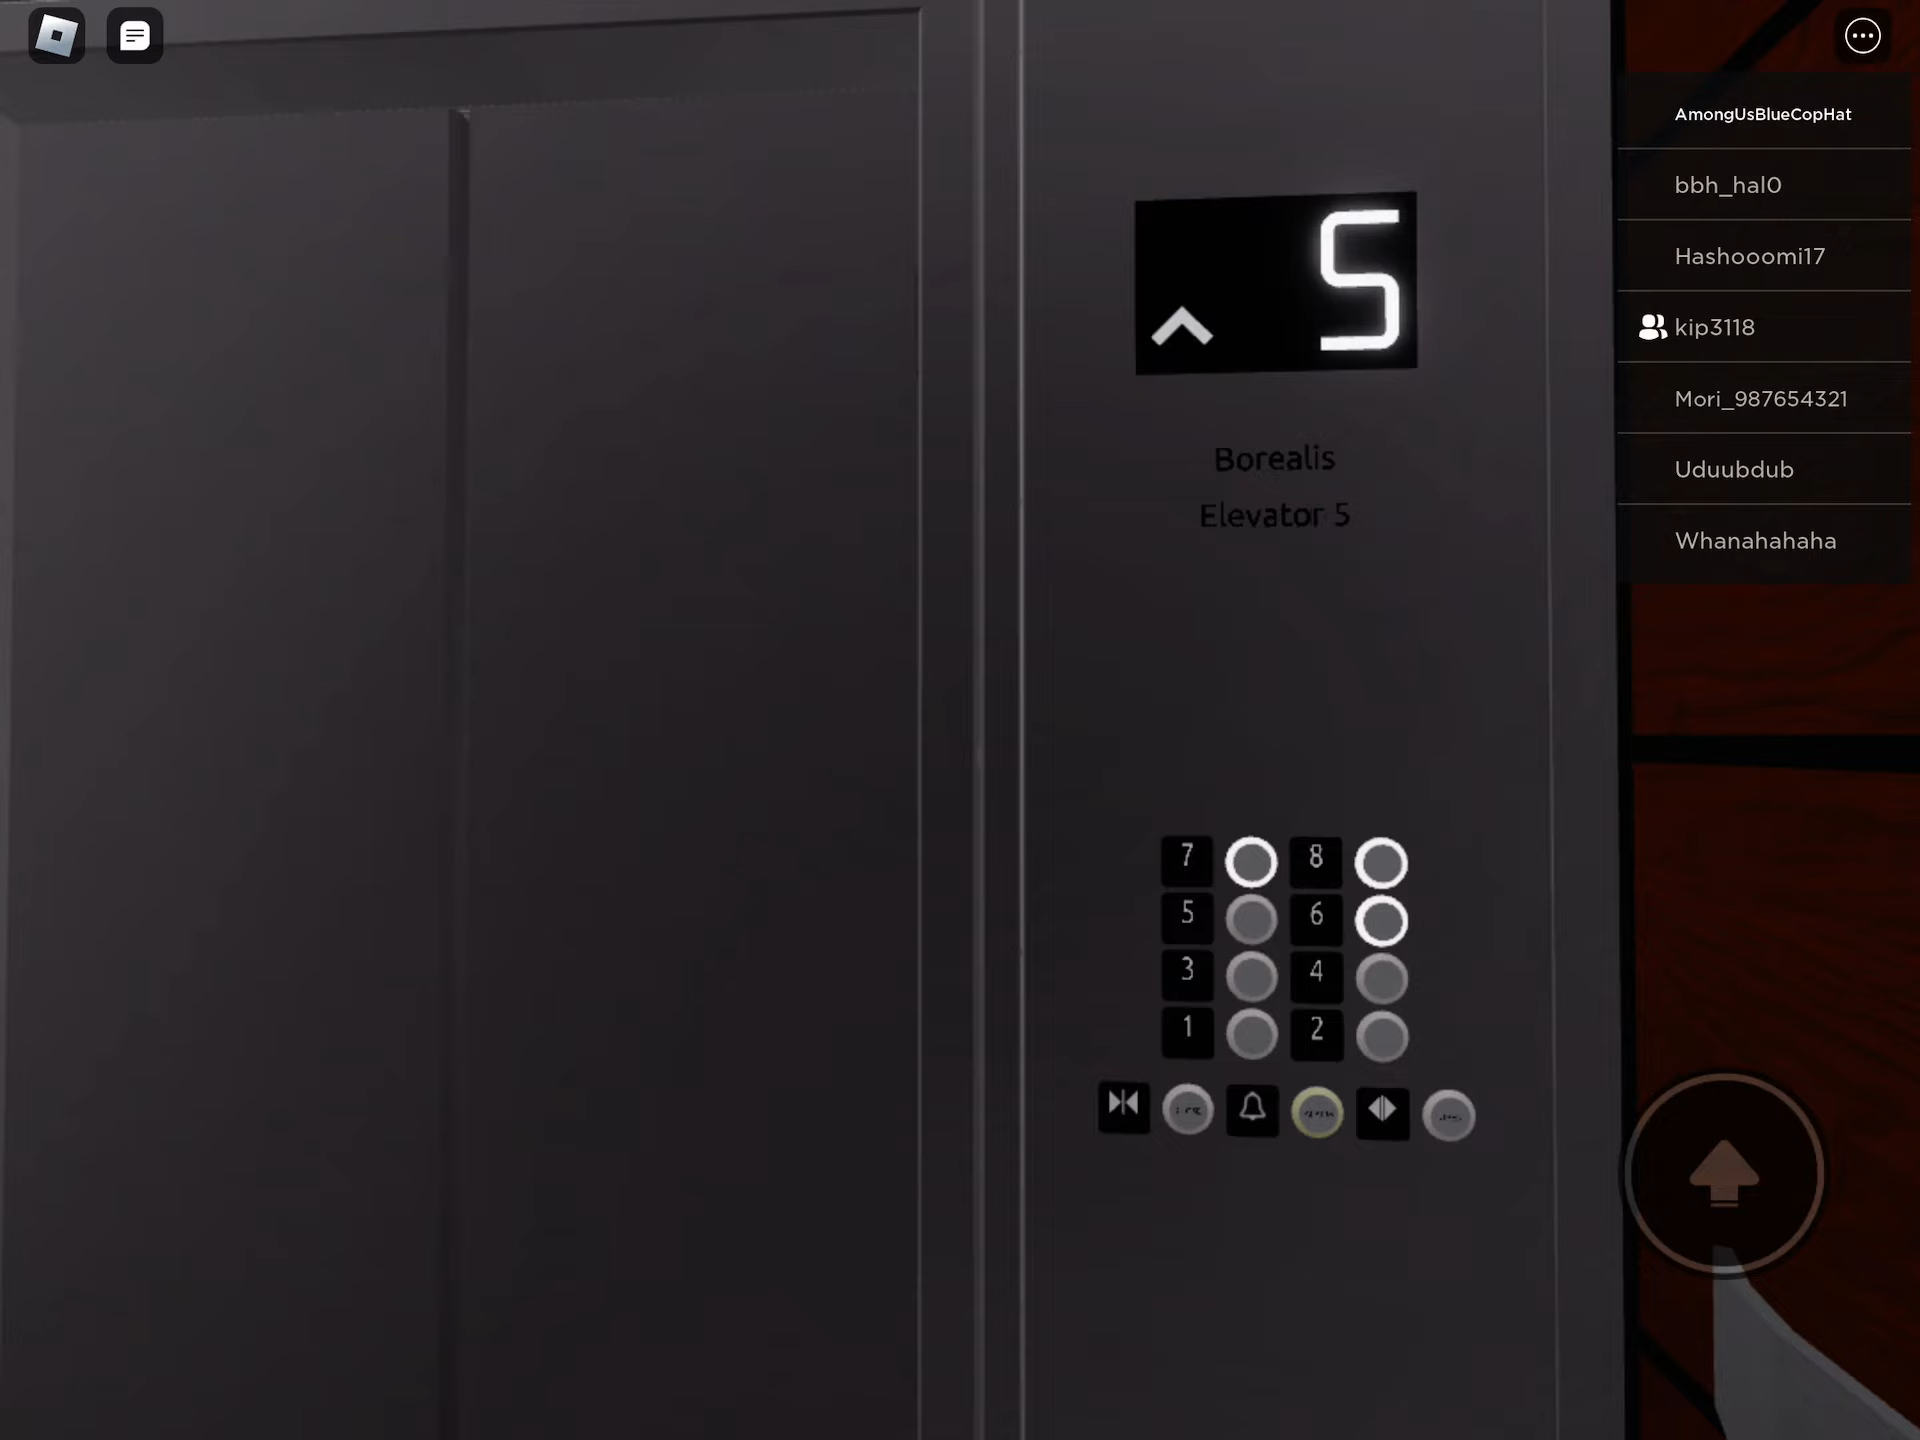 AmongUsBlueCopHat
bbh_hal0
Hashooomi17
kip3118
Mori_987654321
Uduubdub
Whanahahaha
5
Borealis
Elevator 5
7 8
5 6
3 4
1 2